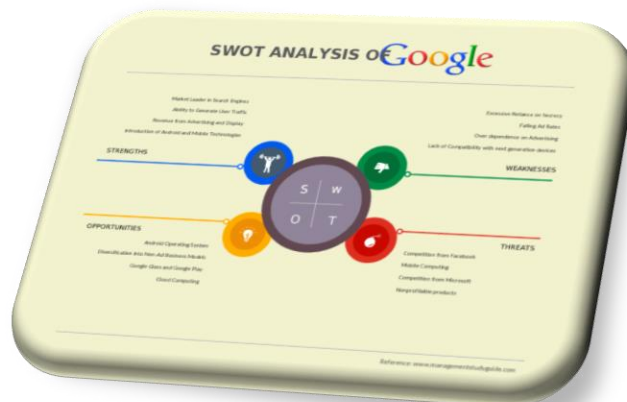 SWOT ANALYSIS OF Google
Market Leader in Search Engines
Ability to Generate User Traffic
Revenue from Advertising and Display
Introduction of Android and Mobile Technologies
STRENGTHS
Excessive Reliance on Secrecy
Falling Ad Rates
Over dependence on Advertising
Lack of Compatibility with next generation devices
WEAKNESSES
S W
O T
OPPORTUNITIES
Android Operating System
Diversification into Non-Ad Business Models
Google Glass and Google Play
Cloud Computing
THREATS
Competition from Facebook
Mobile Computing
Competition from Microsoft
Nonprofitable products
Reference: www.managementstudyguide.com